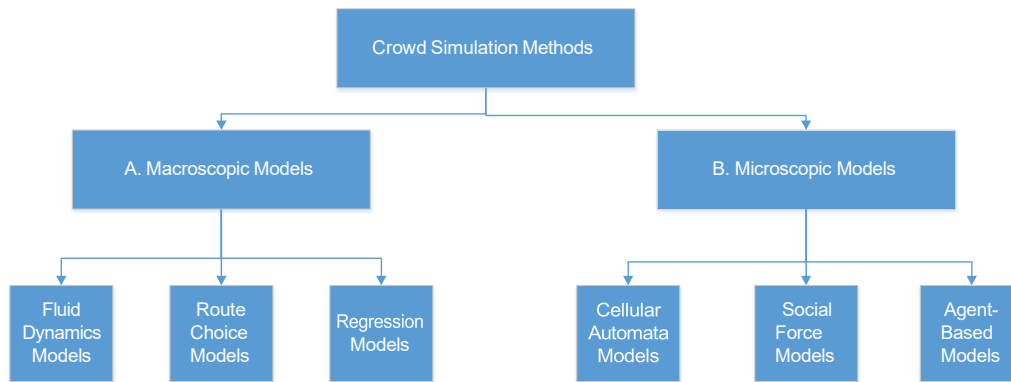 Crowd Simulation Methods
A. Macroscopic Models
B. Microscopic Models
Fluid
Dynamics
Models
Route
Choice
Models
Regression
Models
Cellular
Automata
Models
Social
Force
Models
Agent-
Based
Models